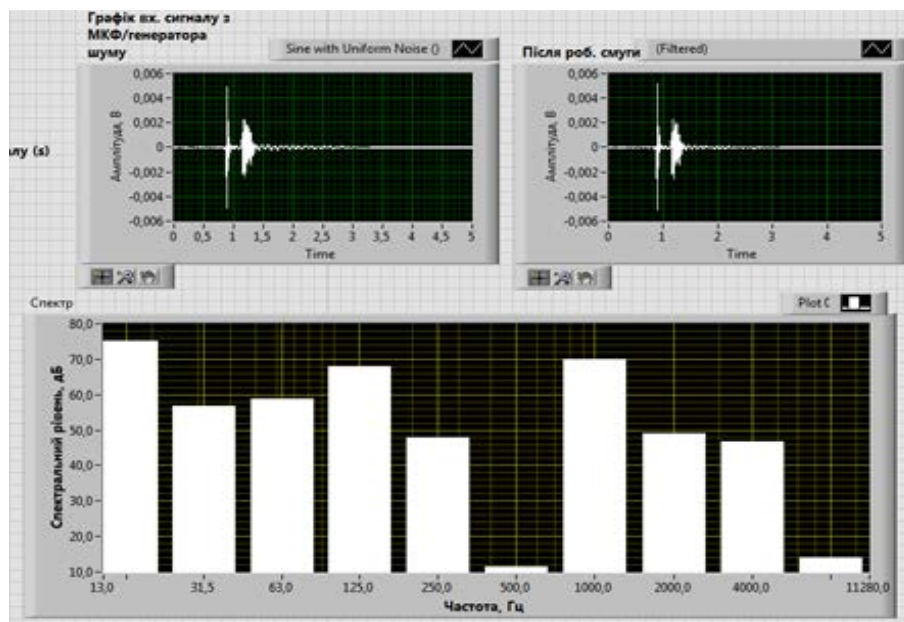 Графік вх. сигналу з
МКФ/генератора
шуму
Sine with Uniform Noise ()
Після роб. смуги
(Filtered)
лу (s)
Амплітуда, В
0,006
0,004
0,002
0
-0,002
-0,004
-0,006
0 0,5 1 1,5 2 2,5 3 3,5 4 4,5 5
Time
Амплітуда, В
0,006
0,004
0,002
0
-0,002
-0,004
-0,006
0 1 2 3 4 5
Time
Спектр
Plot 0
Спектральний рівень, дБ
80,0
70,0
60,0
50,0
40,0
30,0
20,0
10,0
13,0 31,5 63,0 125,0 250,0 500,0 1000,0 2000,0 4000,0 11280,0
Частота, Гц